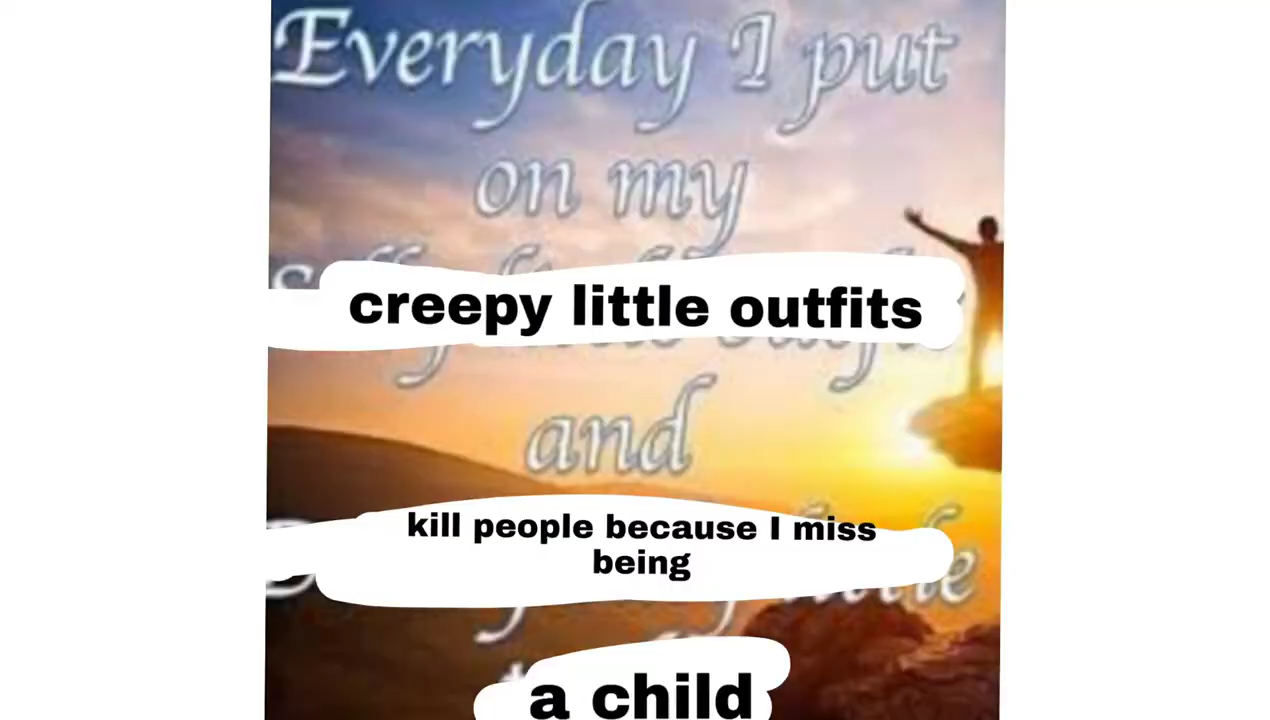 Everyday I put
on my
creepy little outfits
and
kill people because I miss
being
a child